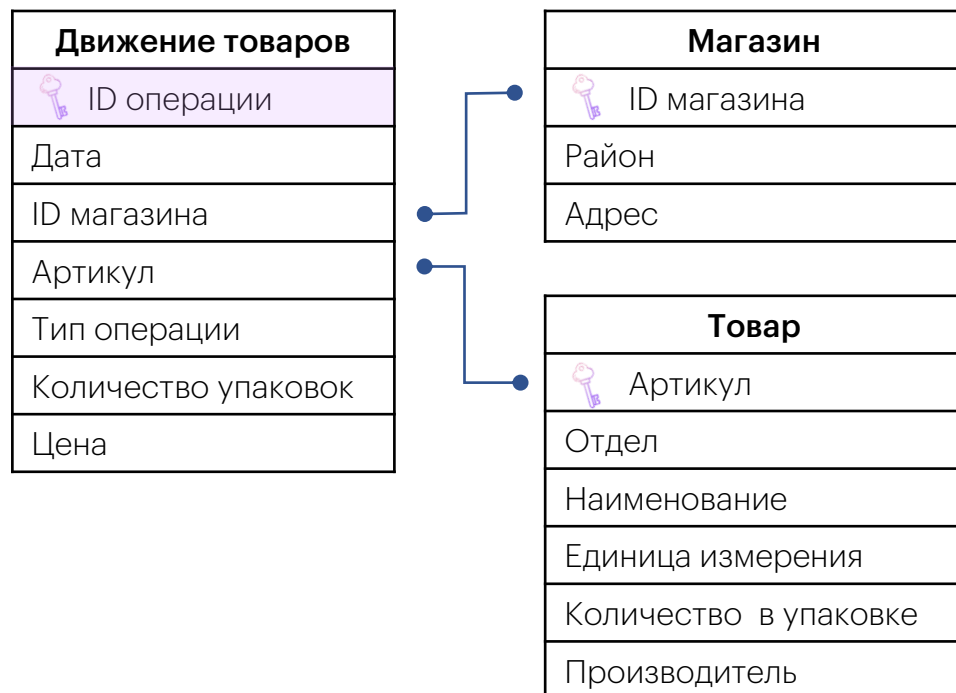 Движение товаров
ID операции
Дата
ID магазина
Артикул
Тип операции
Количество упаковок
Цена
Магазин
ID магазина
Район
Адрес
Товар
Артикул
Отдел
Наименование
Единица измерения
Количество в упаковке
Производитель